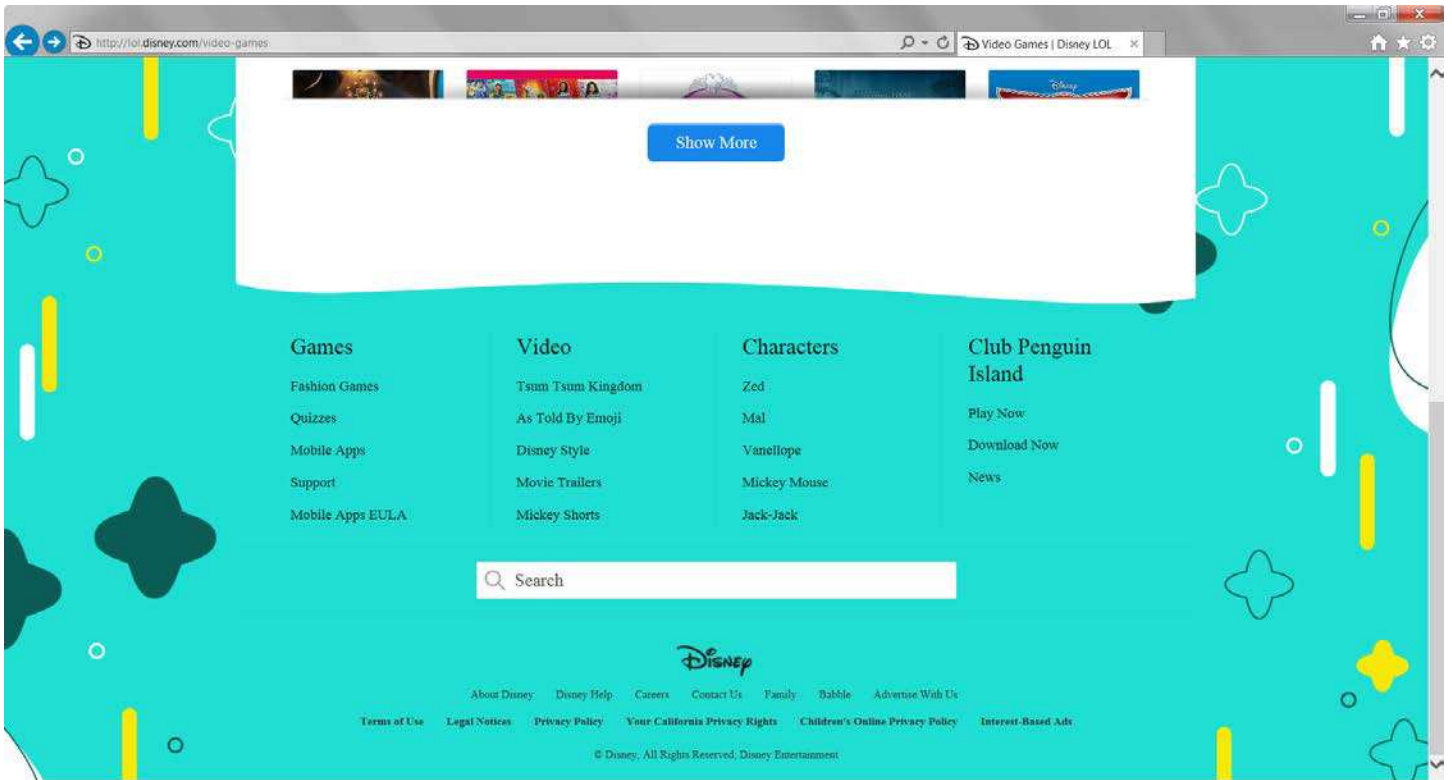 http://lol.disney.com/video-games
Video Games | Disney LOL
Disney
Show More
Games
Fashion Games
Quizzes
Mobile Apps
Support
Mobile Apps EULA
Video
Tsum Tsum Kingdom
As Told By Emoji
Disney Style
Movie Trailers
Mickey Shorts
Characters
Zed
Mal
Vanellope
Mickey Mouse
Jack-Jack
Club Penguin
Island
Play Now
Download Now
News
Search
Disney
About Disney Disney Help Careers Contact Us Family Babble Advertise With Us
Terms of Use Legal Notices Privacy Policy Your California Privacy Rights Children's Online Privacy Policy Interest-Based Ads
© Disney, All Rights Reserved, Disney Entertainment